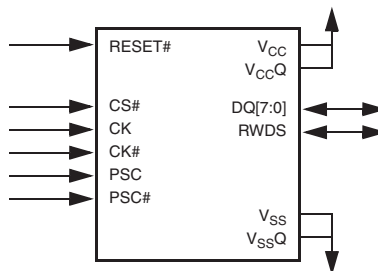 RESET#
CS#
CK
CK#
PSC
PSC#
VCC
VCCQ
DQ[7:0]
RWDS
VSS
VSSQ